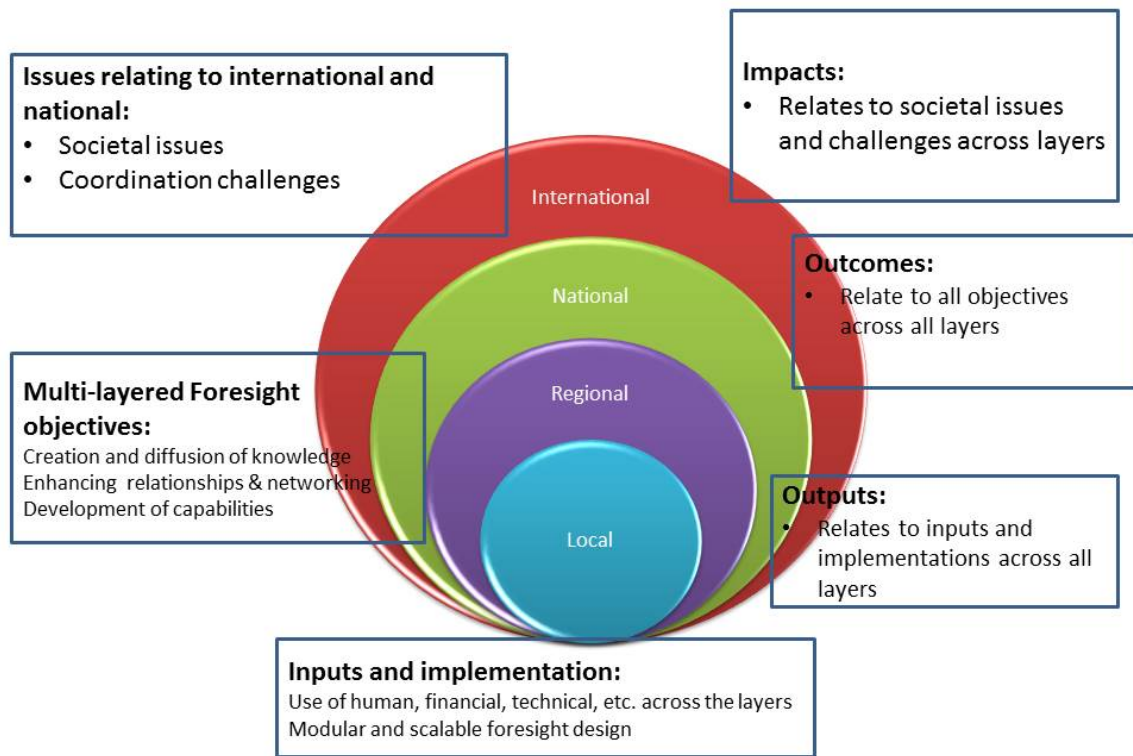 Issues relating to international and
national:
• Societal issues
• Coordination challenges
Impacts:
• Relates to societal issues
and challenges across layers
International
Outcomes:
• Relate to all objectives
across all layers
National
Multi-layered Foresight
objectives:
Creation and diffusion of knowledge
Enhancing relationships & networking
Development of capabilities
Regional
Outputs:
• Relates to inputs and
implementations across all
layers
Local
Inputs and implementation:
Use of human, financial, technical, etc. across the layers
Modular and scalable foresight design